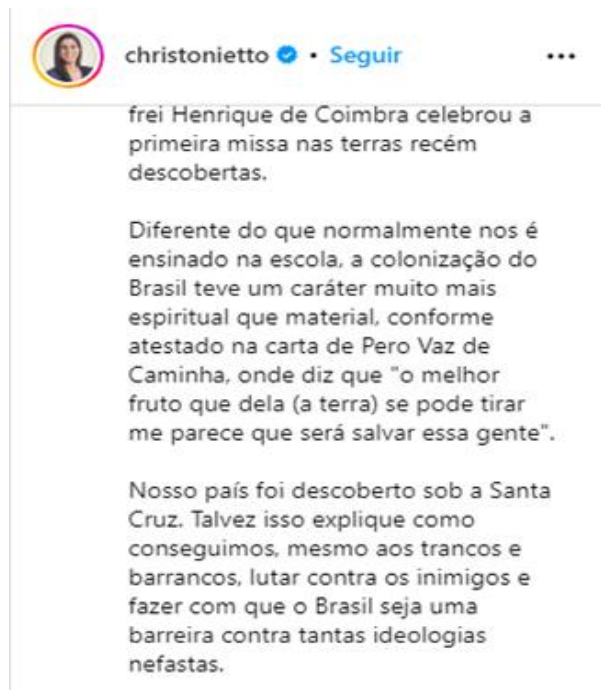 christonietto • Seguir
frei Henrique de Coimbra celebrou a
primeira missa nas terras recém
descobertas.
Diferente do que normalmente nos é
ensinado na escola, a colonização do
Brasil teve um caráter muito mais
espiritual que material, conforme
atestado na carta de Pero Vaz de
Caminha, onde diz que "o melhor
fruto que dela (a terra) se pode tirar
me parece que será salvar essa gente".
Nosso país foi descoberto sob a Santa
Cruz. Talvez isso explique como
conseguimos, mesmo aos trancos e
barrancos, lutar contra os inimigos e
fazer com que o Brasil seja uma
barreira contra tantas ideologias
nefastas.